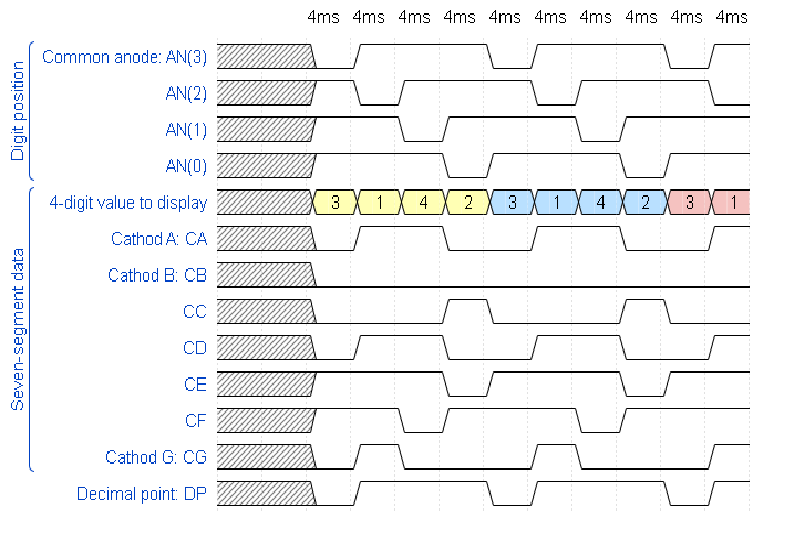 4ms 4ms 4ms 4ms 4ms 4ms 4ms 4ms 4ms 4ms
Digit position
Common anode: AN(3)
AN(2)
AN(1)
AN(0)
Seven-segment data
4-digit value to display 3 1 4 2 3 1 4 2 3 1
Cathod A: CA
Cathod B: CB
CC
CD
CE
CF
Cathod G: CG
Decimal point: DP